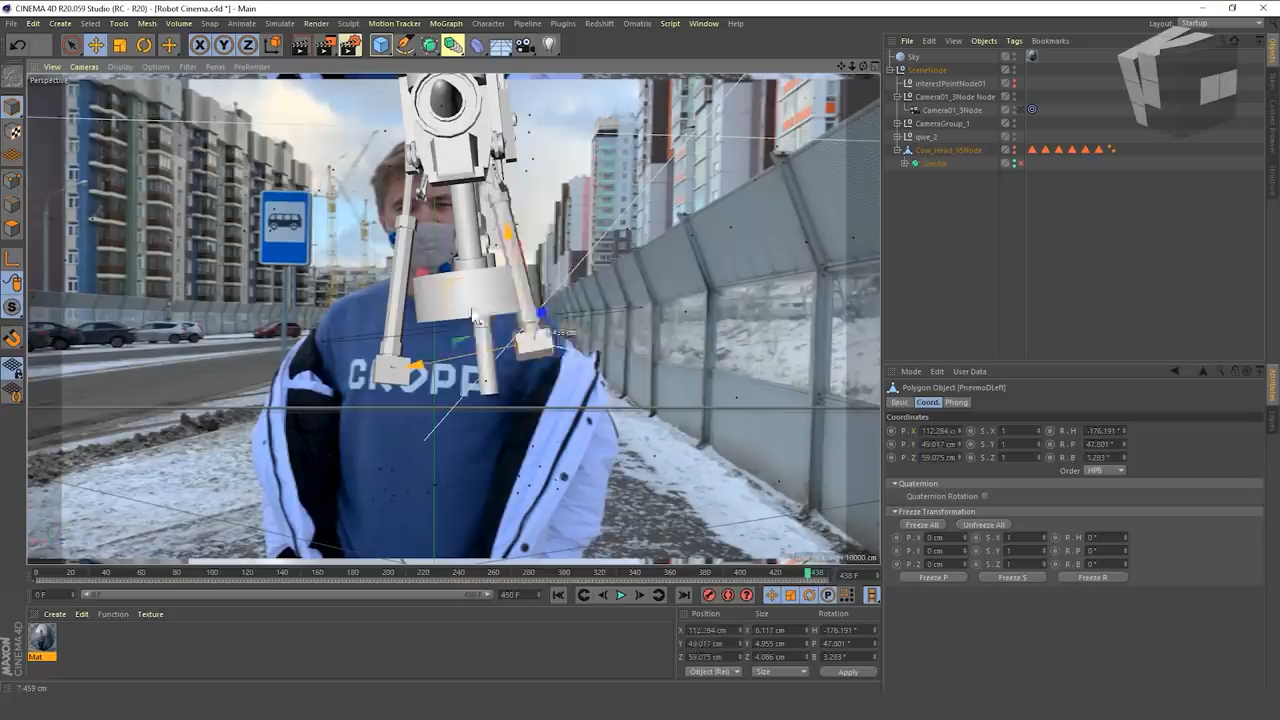 CINEMA 4D R20.059 Studio (RC - R20) - [Robot Cinema.c4d *] - Main
File Edit Create Select Tools Mesh Volume Snap Animate Simulate Render Sculpt Motion Tracker MoGraph Character Pipeline Plugins Redshift Ornatrix Script Window Help
Layout: Startup
View Cameras Display Options Filter Panel ProRender
Perspective
File Edit View Objects Tags Bookmarks
Sky
SceneNode
interestPointNode01
Camera01_3Node Node
Camera01_3Node
CameraGroup_1
qwe_2
Cow_Head_95Node
CROPP
10000 cm
Mode Edit User Data
Polygon Object [PnevmoDLeft]
Basic Coord. Phong
Coordinates
P . X 112.284 S . X 1 R . H -176.191 °
P . Y 49.017 cm S . Y 1 R . P 47.801 °
P . Z 59.075 cm S . Z 1 R . B 3.283 °
Order HPB
Quaternion
Quaternion Rotation
Freeze Transformation
Freeze All Unfreeze All
P . X 0 cm S . X 1 R . H 0 °
P . Y 0 cm S . Y 1 R . P 0 °
P . Z 0 cm S . Z 1 R . B 0 °
Freeze P Freeze S Freeze R
0 20 40 60 80 100 120 140 160 180 200 220 240 260 280 300 320 340 360 380 400 420 438
438 F
0 F 450 F 450 F
Create Edit Function Texture
Mat
Position Size Rotation
X 112.284 cm X 6.117 cm H -176.191 °
Y 49.017 cm Y 4.955 cm P 47.801 °
Z 59.075 cm Z 4.086 cm B 3.283 °
Object (Rel) Size Apply
MAXON
CINEMA 4D
7.459 cm